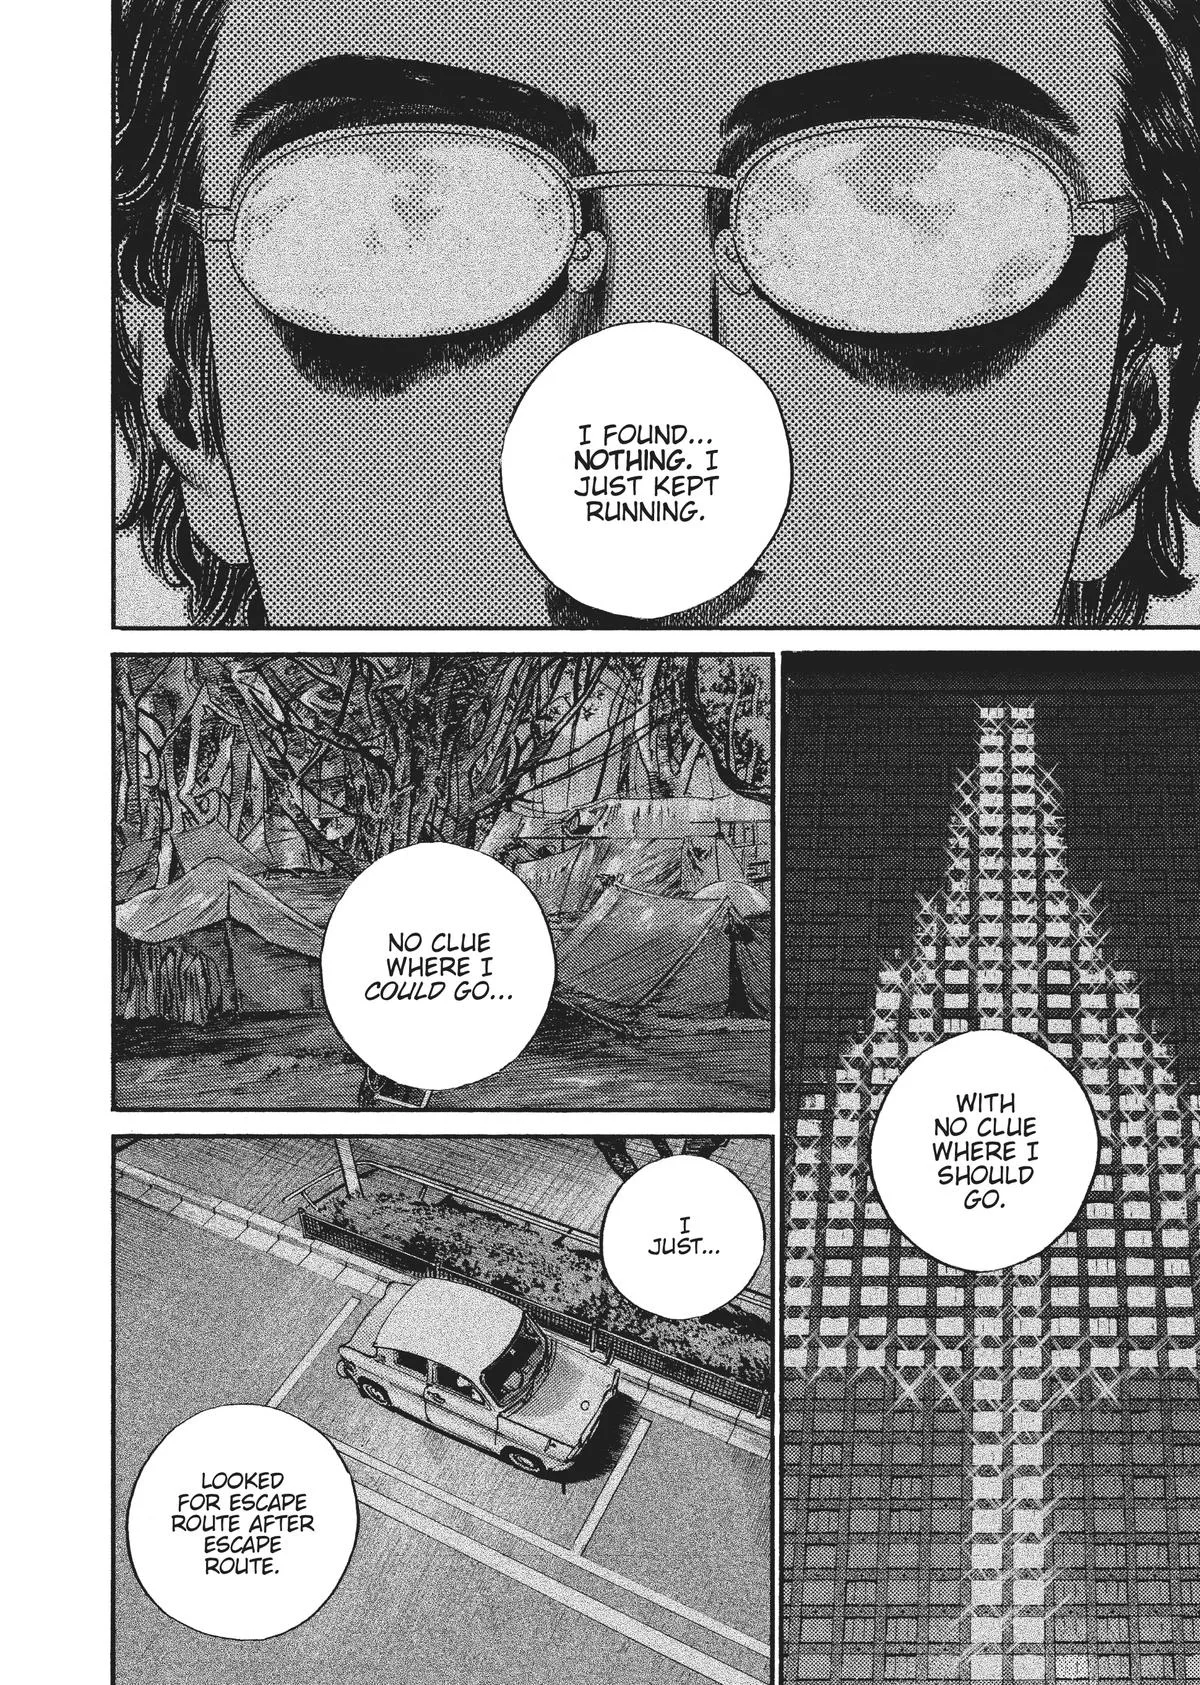 I FOUND...
NOTHING. I
JUST KEPT
RUNNING.
WITH
NO CLUE
WHERE I
SHOULD
GO.
NO CLUE
WHERE I
COULD GO...
I
JUST...
LOOKED
FOR ESCAPE
ROUTE AFTER
ESCAPE
ROUTE.